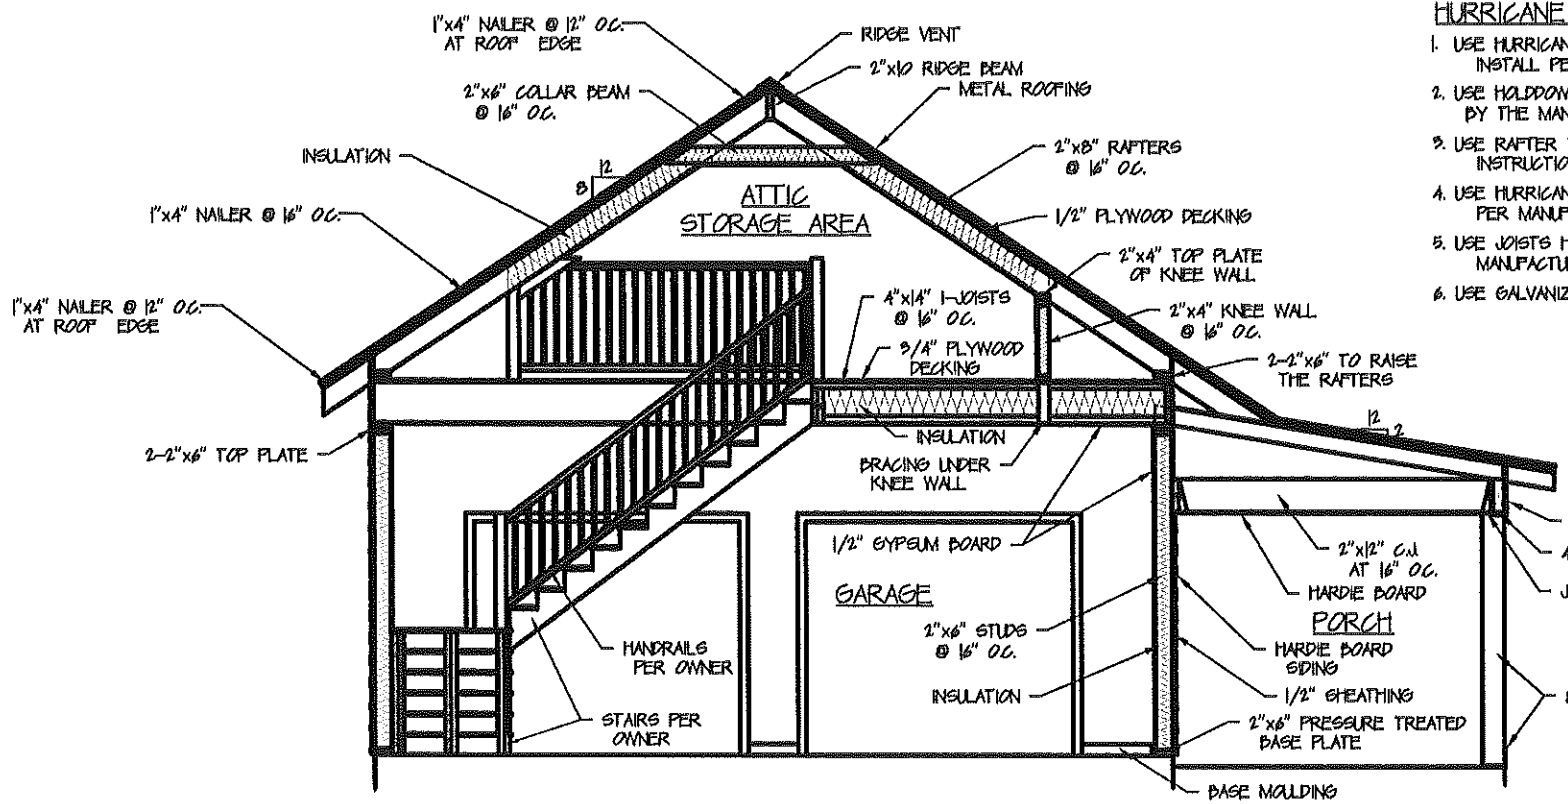 1"x4" NAILER @ 12" O.C.
AT ROOF EDGE
RIDGE VENT
2"x10 RIDGE BEAM
METAL ROOFING
2"x6" COLLAR BEAM
@ 16" O.C.
INSULATION
12
8
2"x8" RAFTERS
@ 16" O.C.
ATTIC
STORAGE AREA
1"x4" NAILER @ 16" O.C.
1/2" PLYWOOD DECKING
2"x4" TOP PLATE
OF KNEE WALL
1"x4" NAILER @ 12" O.C.
AT ROOF EDGE
4"x14" I-JOISTS
@ 16" O.C.
2"x4" KNEE WALL
@ 16" O.C.
3/4" PLYWOOD
DECKING
2-2"x6" TO RAISE
THE RAFTERS
12
2
2-2"x6" TOP PLATE
INSULATION
BRACING UNDER
KNEE WALL
1/2" GYPSUM BOARD
2"x12" C.J.
AT 16" O.C.
HARDIE BOARD
GARAGE
PORCH
2"x6" STUDS
@ 16" O.C.
HANDRAILS
PER OWNER
HARDIE BOARD
SIDING
INSULATION
1/2" SHEATHING
STAIRS PER
OWNER
2"x6" PRESSURE TREATED
BASE PLATE
BASE MOULDING
HURRICANE
1. USE HURRICAN
INSTALL PE
2. USE HOLDDOW
BY THE MAN
3. USE RAFTER
INSTRUCTIO
4. USE HURRICAN
PER MANUF
5. USE JOISTS H
MANUFACTU
6. USE GALVANIZ